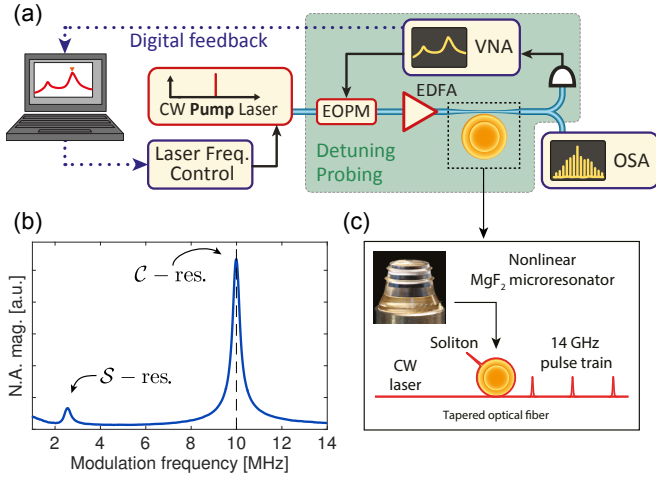 (a)
Digital feedback
VNA
CW Pump Laser
EOPM
EDFA
Laser Freq.
Control
Detuning
Probing
OSA
(b)
N.A. mag. [a.u.]
C − res.
S − res.
2
4
6
8
10
12
14
Modulation frequency [MHz]
(c)
Nonlinear
MgF₂ microresonator
Soliton
14 GHz
pulse train
CW
laser
Tapered optical fiber